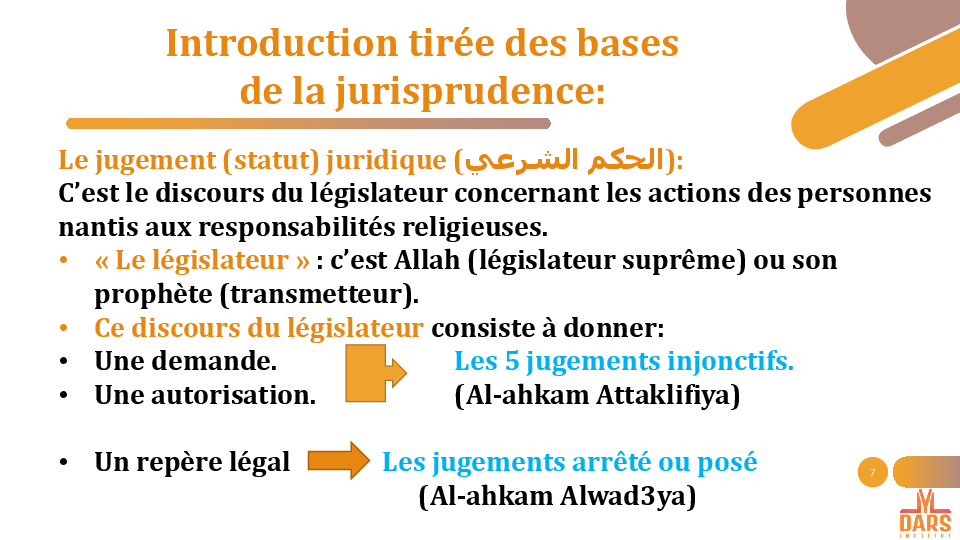 Introduction tirée des bases
de la jurisprudence:
Le jugement (statut) juridique (الحكم الشرعي):
C’est le discours du législateur concernant les actions des personnes
nantis aux responsabilités religieuses.
• « Le législateur » : c’est Allah (législateur suprême) ou son
prophète (transmetteur).
• Ce discours du législateur consiste à donner:
• Une demande. Les 5 jugements injonctifs.
• Une autorisation. (Al-ahkam Attaklifiya)
• Un repère légal Les jugements arrêté ou posé
(Al-ahkam Alwad3ya)
7
DARS
INSTITUT